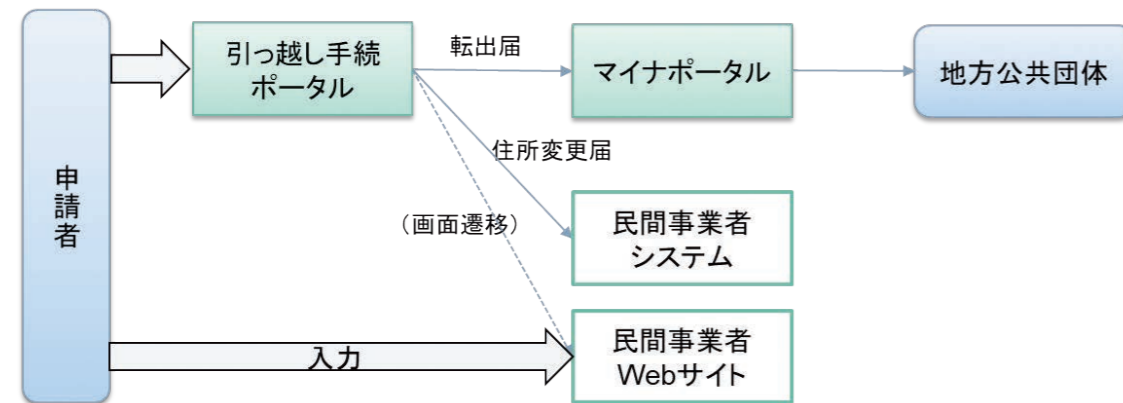 申請者
引っ越し手続
ポータル
転出届
マイナポータル
地方公共団体
住所変更届
(画面遷移)
民間事業者
システム
入力
民間事業者
Webサイト